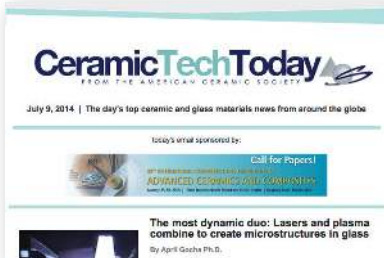 CeramicTechToday
FROM THE AMERICAN CERAMIC SOCIETY
July 9, 2014 | The day's top ceramic and glass materials news from around the globe
today's email sponsored by:
Call for Papers!
ADVANCED CERAMICS AND COMPOSITES
The most dynamic duo: Lasers and plasma
combine to create microstructures in glass
By April Gocha Ph.D.